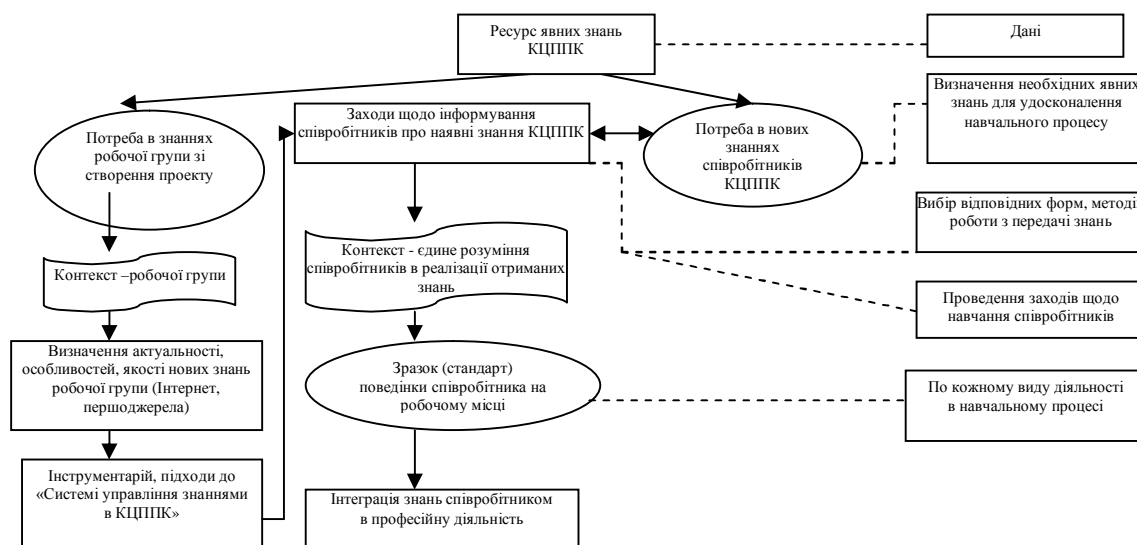 Ресурс явних знань
КЦППК
Дані
Потреба в знаннях
робочої групи зі
створення проекту
Заходи щодо інформування
співробітників про наявні знання КЦППК
Потреба в нових
знаннях
співробітників
КЦППК
Визначення необхідних явних
знань для удосконалення
навчального процесу
Вибір відповідних форм, методі
роботи з передачі знань
Контекст –робочої групи
Контекст - єдине розуміння
співробітників в реалізації отриманих
знань
Проведення заходів щодо
навчання співробітників
Визначення актуальності,
особливостей, якості нових знань
робочої групи (Інтернет,
першоджерела)
Зразок (стандарт)
поведінки співробітника на
робочому місці
По кожному виду діяльності
в навчальному процесі
Інструментарій, підходи до
«Системі управління знаннями
в КЦППК»
Інтеграція знань співробітником
в професійну діяльність